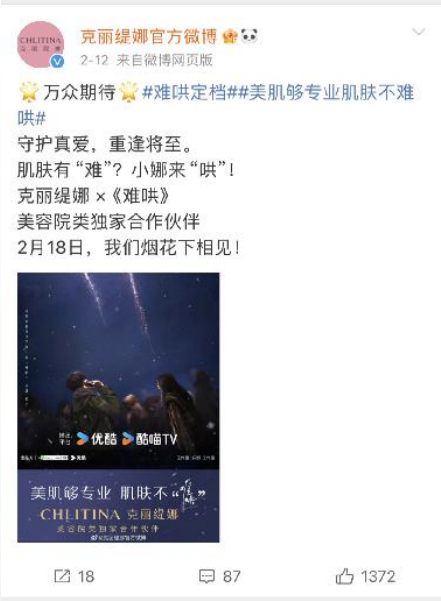 CHLITINA
克丽缇娜官方微博
2-12 来自微博网页版
万众期待 #难哄定档##美肌够专业肌肤不难
哄#
守护真爱，重逢将至。
肌肤有“难”？小娜来“哄”！
克丽缇娜 ×《难哄》
美容院类独家合作伙伴
2月18日，我们烟花下相见！
优酷 酷喵TV
优酷
美肌够专业 肌肤不“难哄”
CHLITINA 克丽缇娜
美容院类独家合作伙伴
18
87
1372